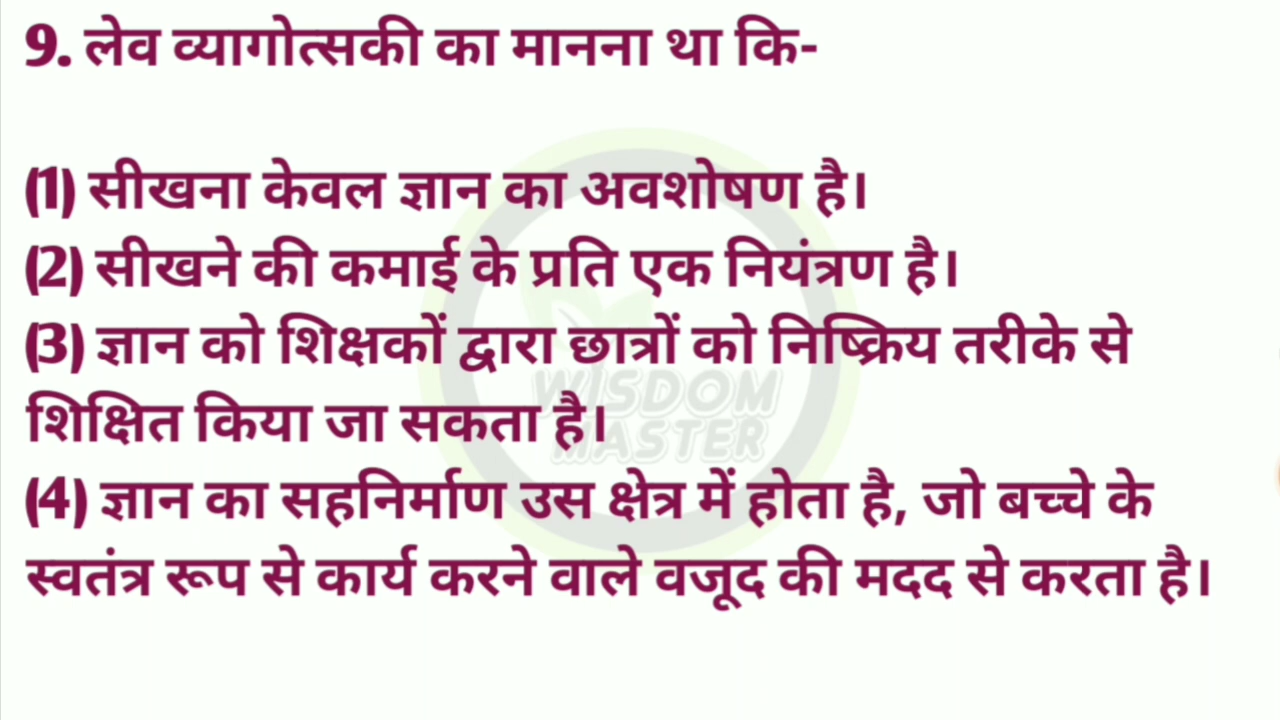 9. लेव व्यागोत्सकी का मानना था कि-
(1) सीखना केवल ज्ञान का अवशोषण है।
(2) सीखने की कमाई के प्रति एक नियंत्रण है।
(3) ज्ञान को शिक्षकों द्वारा छात्रों को निष्क्रिय तरीके से
शिक्षित किया जा सकता है।
WISDOM
MASTER
(4) ज्ञान का सहनिर्माण उस क्षेत्र में होता है, जो बच्चे के
स्वतंत्र रूप से कार्य करने वाले वजूद की मदद से करता है।